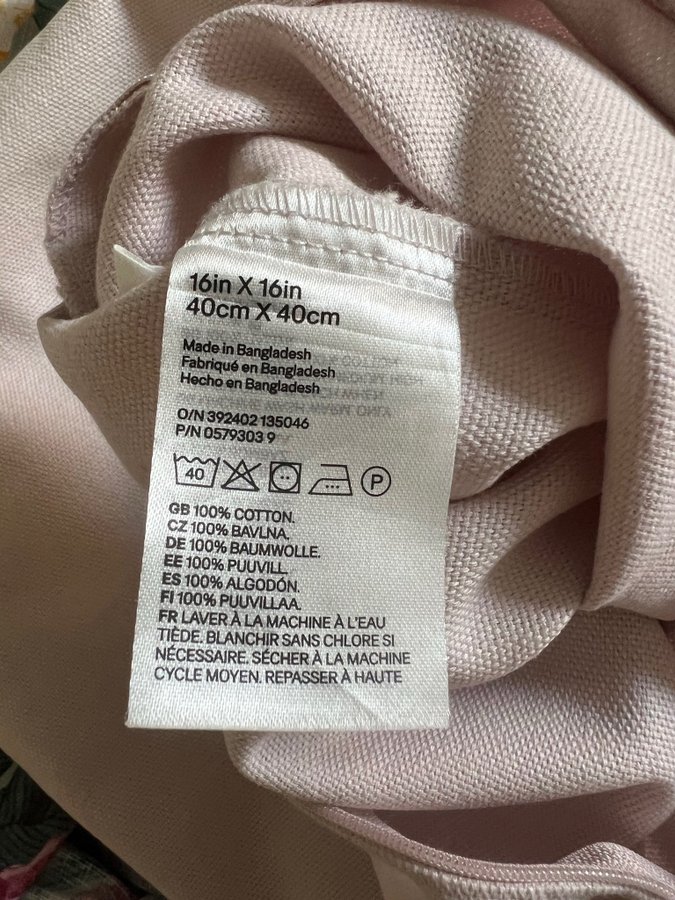 16in X 16in
40cm X 40cm
Made in Bangladesh
Fabriqué en Bangladesh
Hecho en Bangladesh
O/N 392402 135046
P/N 0579303 9
40 P
GB 100% COTTON.
CZ 100% BAVLNA.
DE 100% BAUMWOLLE.
EE 100% PUUVILL.
ES 100% ALGODÓN.
FI 100% PUUVILLAA.
FR LAVER À LA MACHINE À L'EAU
TIÈDE. BLANCHIR SANS CHLORE SI
NÉCESSAIRE. SÉCHER À LA MACHINE
CYCLE MOYEN. REPASSER À HAUTE